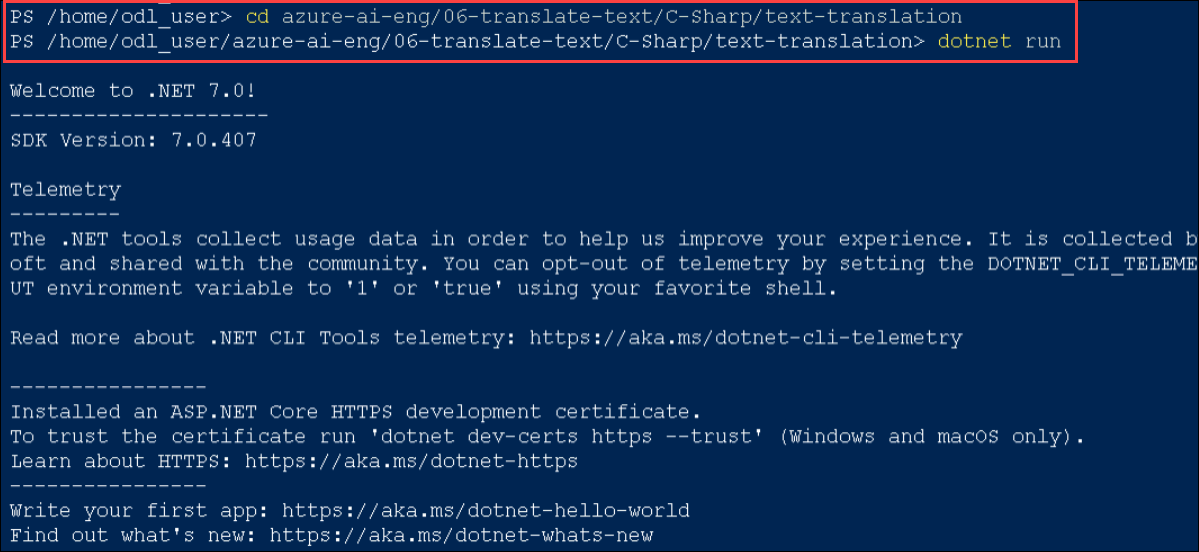 PS /home/odl_user> cd azure-ai-eng/06-translate-text/C-Sharp/text-translation
PS /home/odl_user/azure-ai-eng/06-translate-text/C-Sharp/text-translation> dotnet run
Welcome to .NET 7.0!
---------------------
SDK Version: 7.0.407
Telemetry
---------
The .NET tools collect usage data in order to help us improve your experience. It is collected b
oft and shared with the community. You can opt-out of telemetry by setting the DOTNET_CLI_TELEME
UT environment variable to '1' or 'true' using your favorite shell.
Read more about .NET CLI Tools telemetry: https://aka.ms/dotnet-cli-telemetry
----------------
Installed an ASP.NET Core HTTPS development certificate.
To trust the certificate run 'dotnet dev-certs https --trust' (Windows and macOS only).
Learn about HTTPS: https://aka.ms/dotnet-https
----------------
Write your first app: https://aka.ms/dotnet-hello-world
Find out what's new: https://aka.ms/dotnet-whats-new